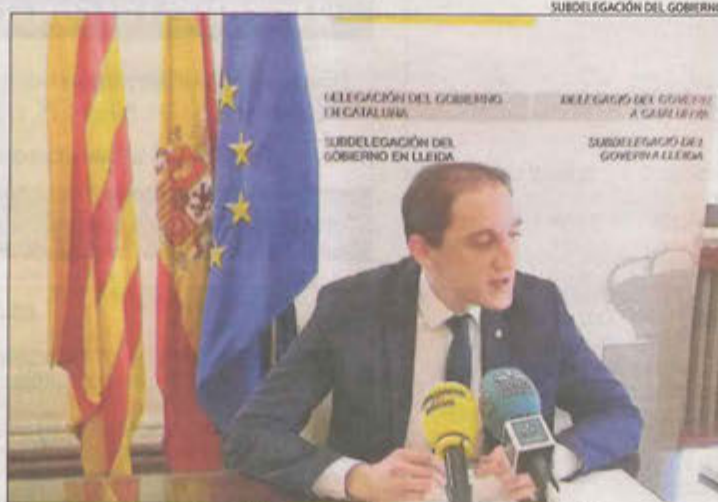 SUBDELEGACIÓN DEL GOBIERNO
DELEGACIÓN DEL GOBIERNO
EN CATALUÑA
DELEGACIÓ DEL GOVERN
A CATALUNYA
SUBDELEGACIÓN DEL
GOBIERNO EN LLEIDA
SUBDELEGACIÓ DEL
GOVERN A LLEIDA